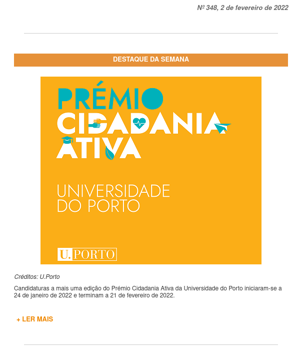 Nº 348, 2 de fevereiro de 2022
DESTAQUE DA SEMANA
PRÉMIO
CIDADANIA
ATIVA
UNIVERSIDADE
DO PORTO
U.PORTO
Créditos: U.Porto
Candidaturas a mais uma edição do Prémio Cidadania Ativa da Universidade do Porto iniciaram-se a
24 de janeiro de 2022 e terminam a 21 de fevereiro de 2022.
» LER MAIS